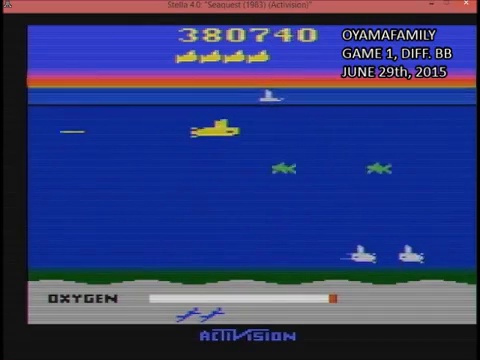 Stella 4.0: "Seaquest (1983) (Activision)"
380740
OYAMAFAMILY
GAME 1, DIFF. BB
JUNE 29th, 2015
OXYGEN
ACTIVISION